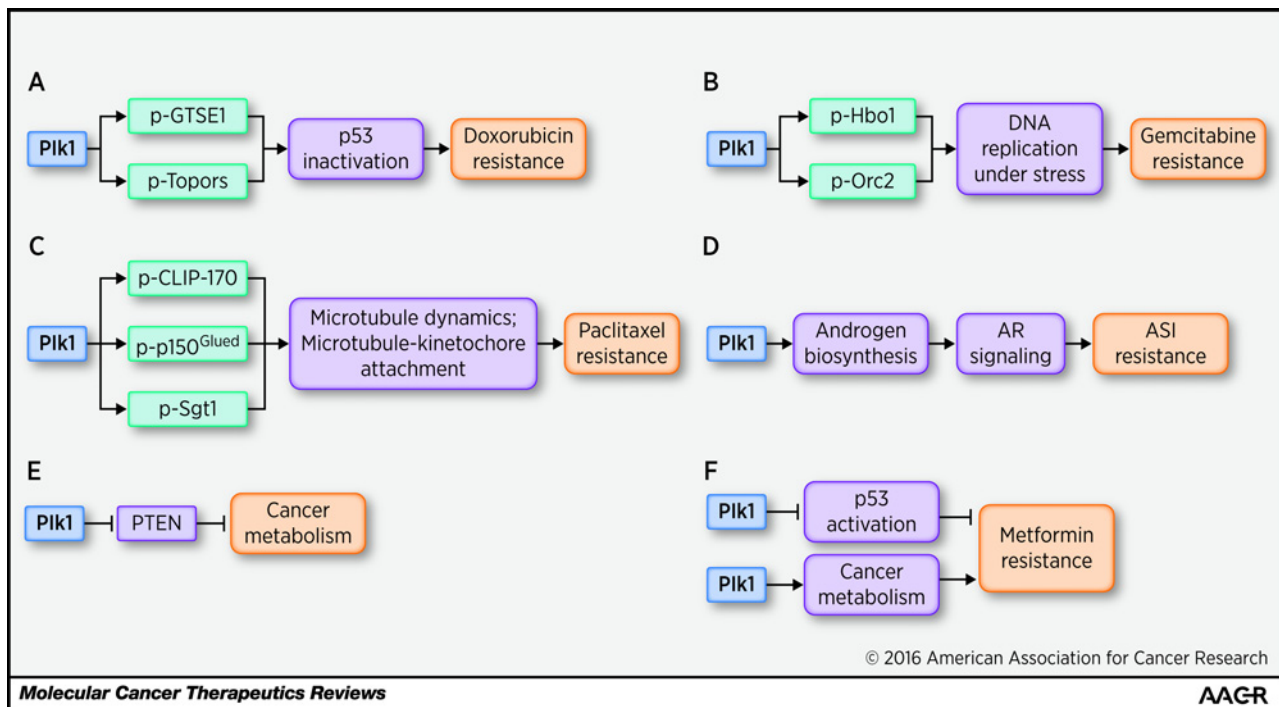 A
Plk1
p-GTSE1
p-Topors
p53
inactivation
Doxorubicin
resistance
B
Plk1
p-Hbo1
p-Orc2
DNA
replication
under stress
Gemcitabine
resistance
C
Plk1
p-CLIP-170
p-p150Glued
p-Sgt1
Microtubule dynamics;
Microtubule-kinetochore
attachment
Paclitaxel
resistance
D
Plk1
Androgen
biosynthesis
AR
signaling
ASI
resistance
E
Plk1
PTEN
Cancer
metabolism
F
Plk1
p53
activation
Plk1
Cancer
metabolism
Metformin
resistance
© 2016 American Association for Cancer Research
Molecular Cancer Therapeutics Reviews
AACR